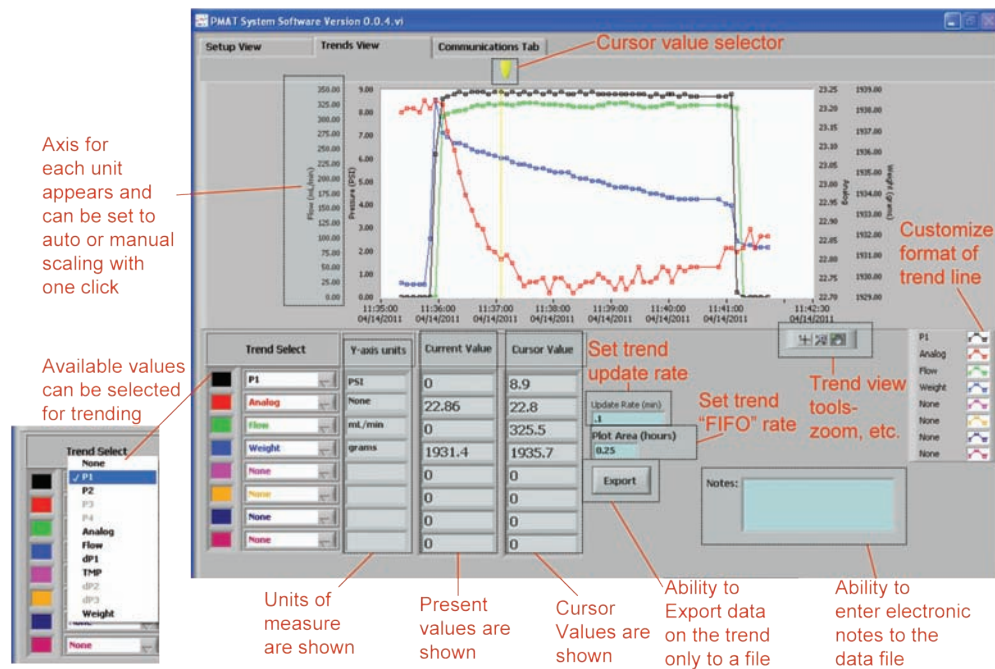 PMAT System Software Version 0.0.4.vi
Setup View
Trends View
Communications Tab
Cursor value selector
Axis for
each unit
appears and
can be set to
auto or manual
scaling with
one click
350.00
325.00
300.00
275.00
250.00
225.00
200.00
175.00
150.00
125.00
100.00
75.00
50.00
25.00
0.00
Flow (mL/min)
9.00
8.00
7.00
6.00
5.00
4.00
3.00
2.00
1.00
0.00
Pressure (PSI)
23.25
23.20
23.15
23.10
23.05
23.00
22.95
22.90
22.85
22.80
22.75
22.70
Analog
1939.00
1938.00
1937.00
1936.00
1935.00
1934.00
1933.00
1932.00
1931.00
1930.00
1929.00
Weight (grams)
11:35:00 11:36:00 11:37:00 11:38:00 11:39:00 11:40:00 11:41:00 11:42:30
04/14/2011 04/14/2011 04/14/2011 04/14/2011 04/14/2011 04/14/2011 04/14/2011 04/14/2011
Customize
format of
trend line
Available values
can be selected
for trending
Trend Select Y-axis units Current Value Cursor Value
P1 PSI 0 8.9
Analog None 22.86 22.8
Flow mL/min 0 325.5
Weight grams 1931.4 1935.7
None 0 0
None 0 0
None 0 0
None 0 0
Set trend
update rate
Update Rate (min)
.1
Plot Area (hours)
0.25
Set trend
"FIFO" rate
Export
Trend view
tools-
zoom, etc.
P1
Analog
Flow
Weight
None
None
None
None
Notes:
Trend Select
None
✓ P1
P2
P3
P4
Analog
Flow
dP1
TMP
dP2
dP3
Weight
None
None
Units of
measure
are shown
Present
values are
shown
Cursor
Values are
shown
Ability to
Export data
on the trend
only to a file
Ability to
enter electronic
notes to the
data file